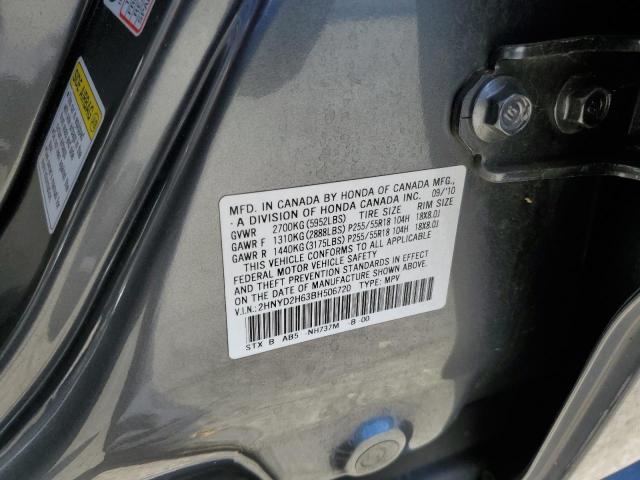 SIDE AIRBAG
MFD. IN CANADA BY HONDA OF CANADA MFG.,
A DIVISION OF HONDA CANADA INC. 09/'10
GVWR 2700KG(5952LBS) TIRE SIZE RIM SIZE
GAWR F 1310KG(2888LBS) P255/55R18 104H 18X8.0J
GAWR R 1440KG(3175LBS) P255/55R18 104H 18X8.0J
THIS VEHICLE CONFORMS TO ALL APPLICABLE
FEDERAL MOTOR VEHICLE SAFETY
AND THEFT PREVENTION STANDARDS IN EFFECT
ON THE DATE OF MANUFACTURE SHOWN ABOVE.
V.I.N.: 2HNYD2H63BH506720 TYPE: MPV
STX B AB5 NH737M -B-00